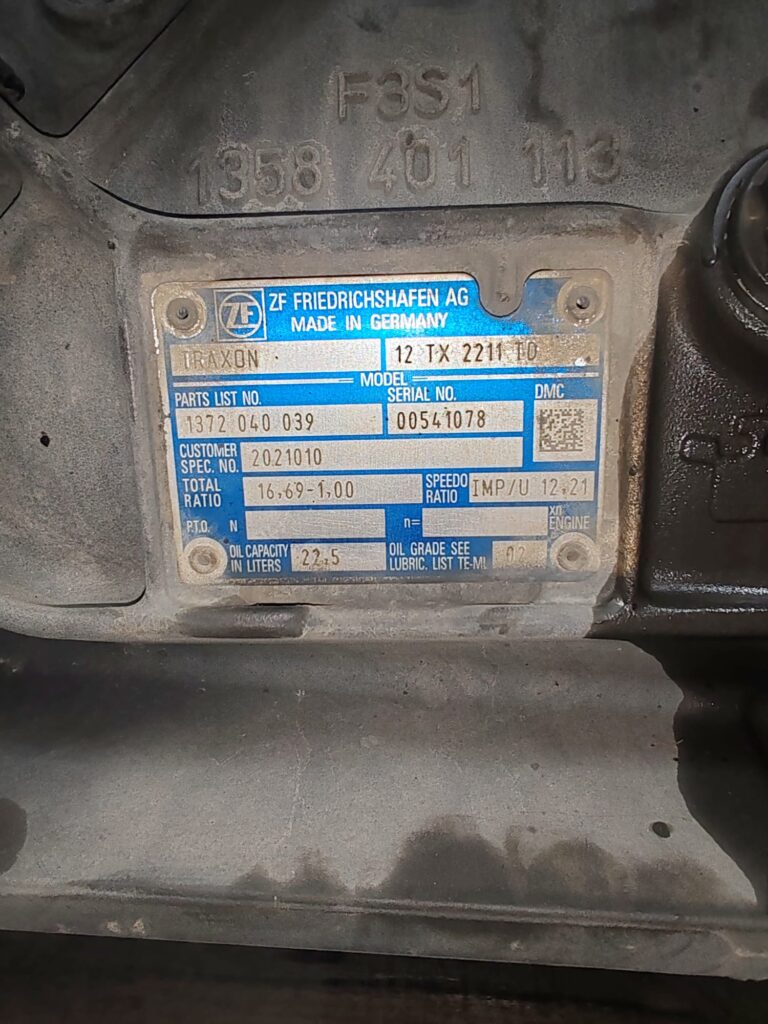 F3S1
1358 401 113
ZF
ZF FRIEDRICHSHAFEN AG
MADE IN GERMANY
TRAXON 12 TX 2211 TO
MODEL
PARTS LIST NO. SERIAL NO. DMC
1372 040 039 00541078
CUSTOMER SPEC. NO. 2021010
TOTAL RATIO 16,69-1,00 SPEEDO RATIO IMP/U 12,21
P.T.O. N n= xn ENGINE
OIL CAPACITY IN LITERS 22,5 OIL GRADE SEE LUBRIC. LIST TE-ML 02